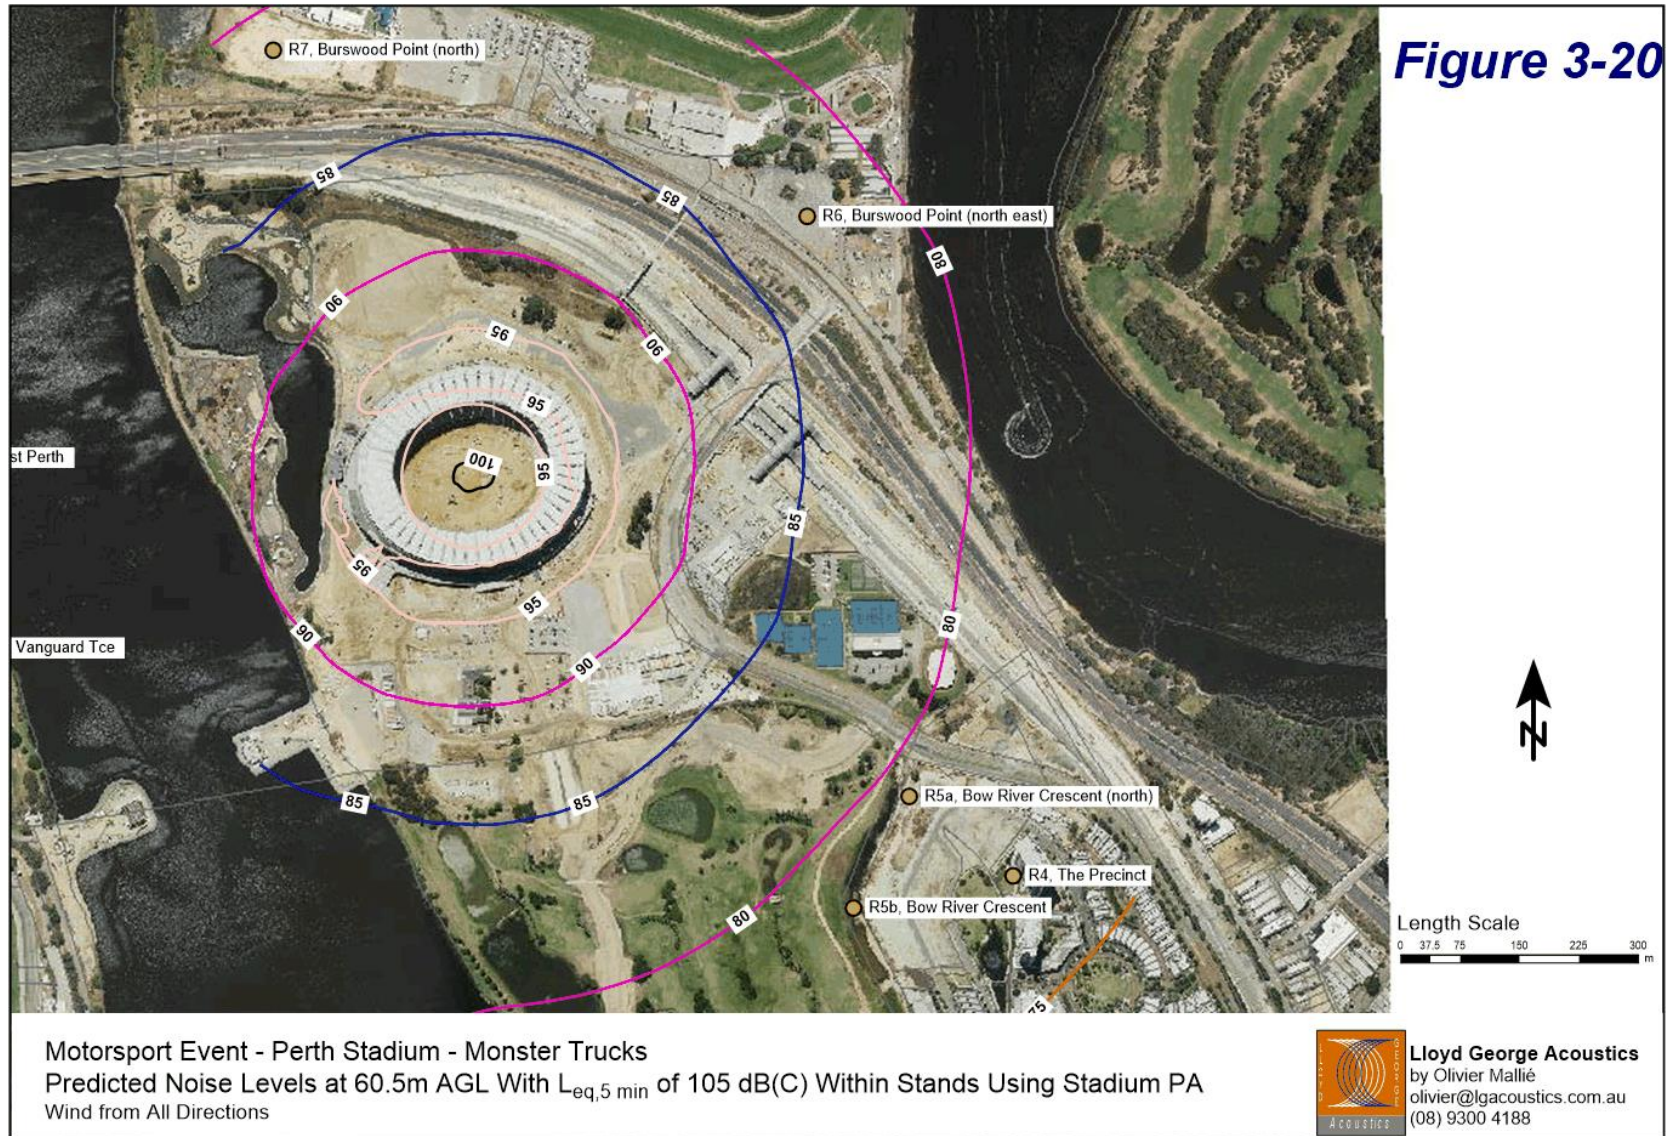 Figure 3-20
R7, Burswood Point (north)
85
85
R6, Burswood Point (north east)
80
90
90
95
95
100
95
st Perth
85
95
95
90
80
Vanguard Tce
90
85
85
R5a, Bow River Crescent (north)
R4, The Precinct
R5b, Bow River Crescent
80
75
N
Length Scale
0 37.5 75 150 225 300
m
Motorsport Event - Perth Stadium - Monster Trucks
Predicted Noise Levels at 60.5m AGL With Leq,5 min of 105 dB(C) Within Stands Using Stadium PA
Wind from All Directions
LLOYD
GEORGE
Acoustics
Lloyd George Acoustics
by Olivier Mallié
olivier@lgacoustics.com.au
(08) 9300 4188